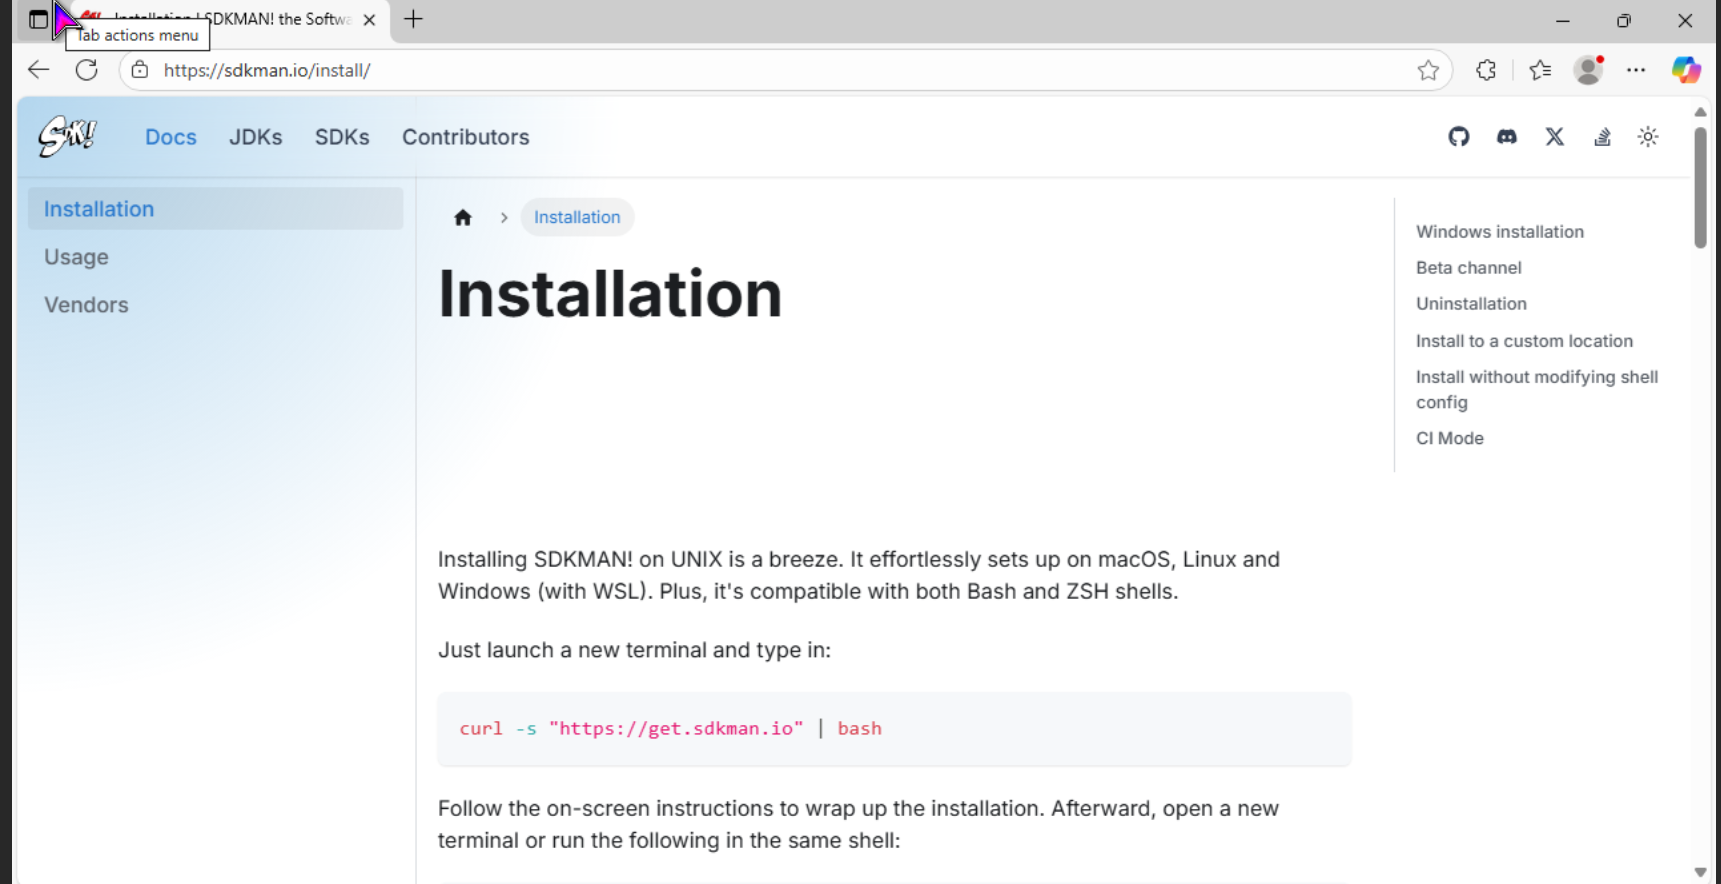 Installation | SDKMAN! the Softwa
Tab actions menu
https://sdkman.io/install/
SDK!
Docs
JDKs
SDKs
Contributors
Installation
Usage
Vendors
Installation
Installation
Installing SDKMAN! on UNIX is a breeze. It effortlessly sets up on macOS, Linux and
Windows (with WSL). Plus, it's compatible with both Bash and ZSH shells.
Just launch a new terminal and type in:
curl -s "https://get.sdkman.io" | bash
Follow the on-screen instructions to wrap up the installation. Afterward, open a new
terminal or run the following in the same shell:
Windows installation
Beta channel
Uninstallation
Install to a custom location
Install without modifying shell
config
CI Mode